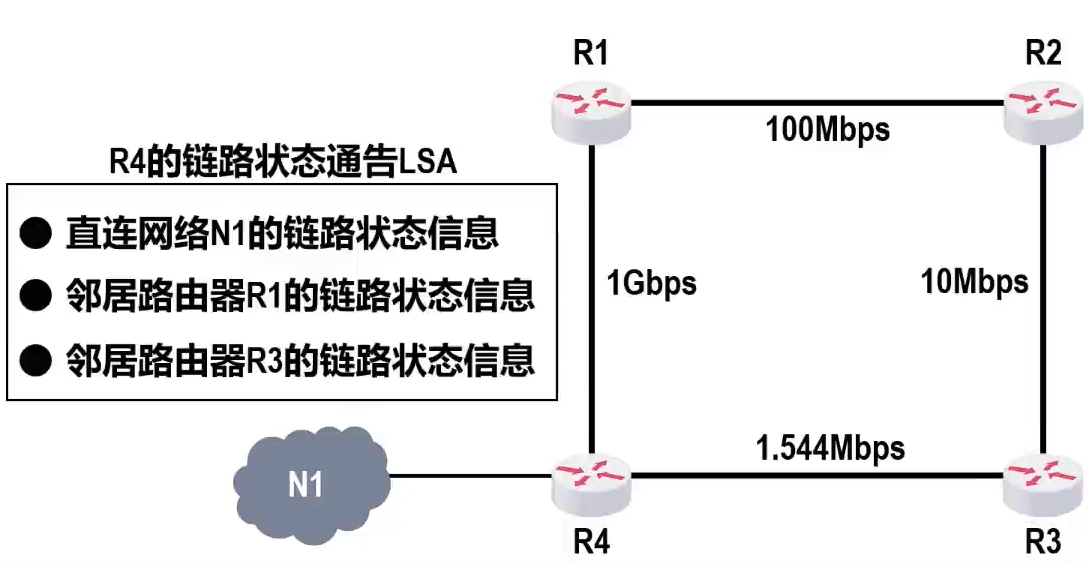 R1
R2
100Mbps
R4的链路状态通告LSA
直连网络N1的链路状态信息
邻居路由器R1的链路状态信息
邻居路由器R3的链路状态信息
1Gbps
10Mbps
1.544Mbps
N1
R4
R3